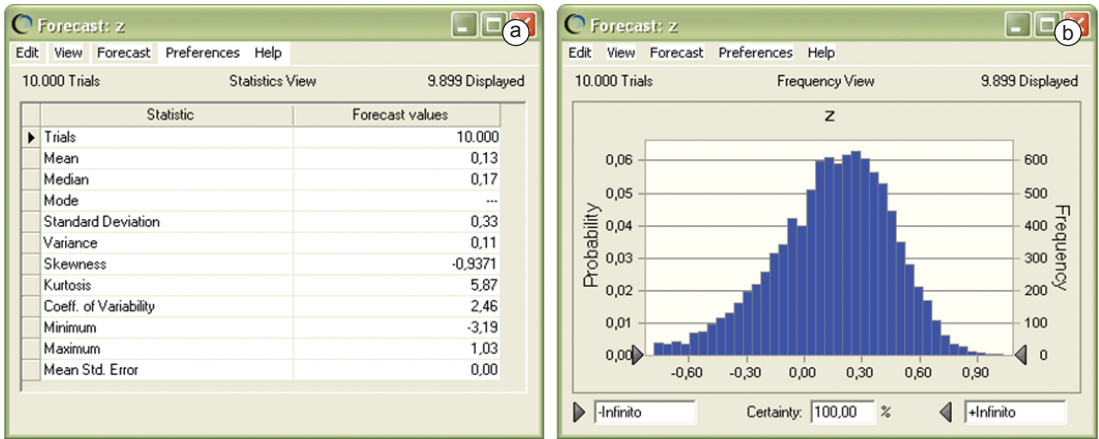 Forecast: z
a
Edit View Forecast Preferences Help
10.000 Trials Statistics View 9.899 Displayed
Statistic Forecast values
Trials 10.000
Mean 0,13
Median 0,17
Mode ---
Standard Deviation 0,33
Variance 0,11
Skewness -0,9371
Kurtosis 5,87
Coeff. of Variability 2,46
Minimum -3,19
Maximum 1,03
Mean Std. Error 0,00
Forecast: z
b
Edit View Forecast Preferences Help
10.000 Trials Frequency View 9.899 Displayed
z
0,06 600
0,05 500
0,04 400
0,03 300
0,02 200
0,01 100
0,00 0
Probability
Frequency
-0,60 -0,30 0,00 0,30 0,60 0,90
-Infinito Certainty: 100,00 % +Infinito